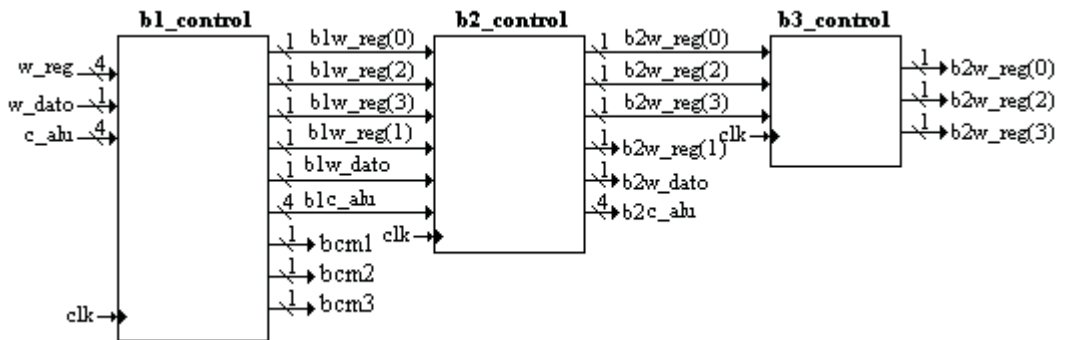 b1_control b2_control b3_control
1 b1w_reg(0) 1 b2w_reg(0)
w_reg 4 1 b1w_reg(2) 1 b2w_reg(2) 1 b2w_reg(0)
w_dato 1 1 b1w_reg(3) 1 b2w_reg(3) 1 b2w_reg(2)
c_alu 4 1 b1w_reg(1) 1 b2w_reg(1) clk 1 b2w_reg(3)
1 b1w_dato 1 b2w_dato
4 b1c_alu 4 b2c_alu
1 bcm1 clk
1 bcm2
clk 1 bcm3